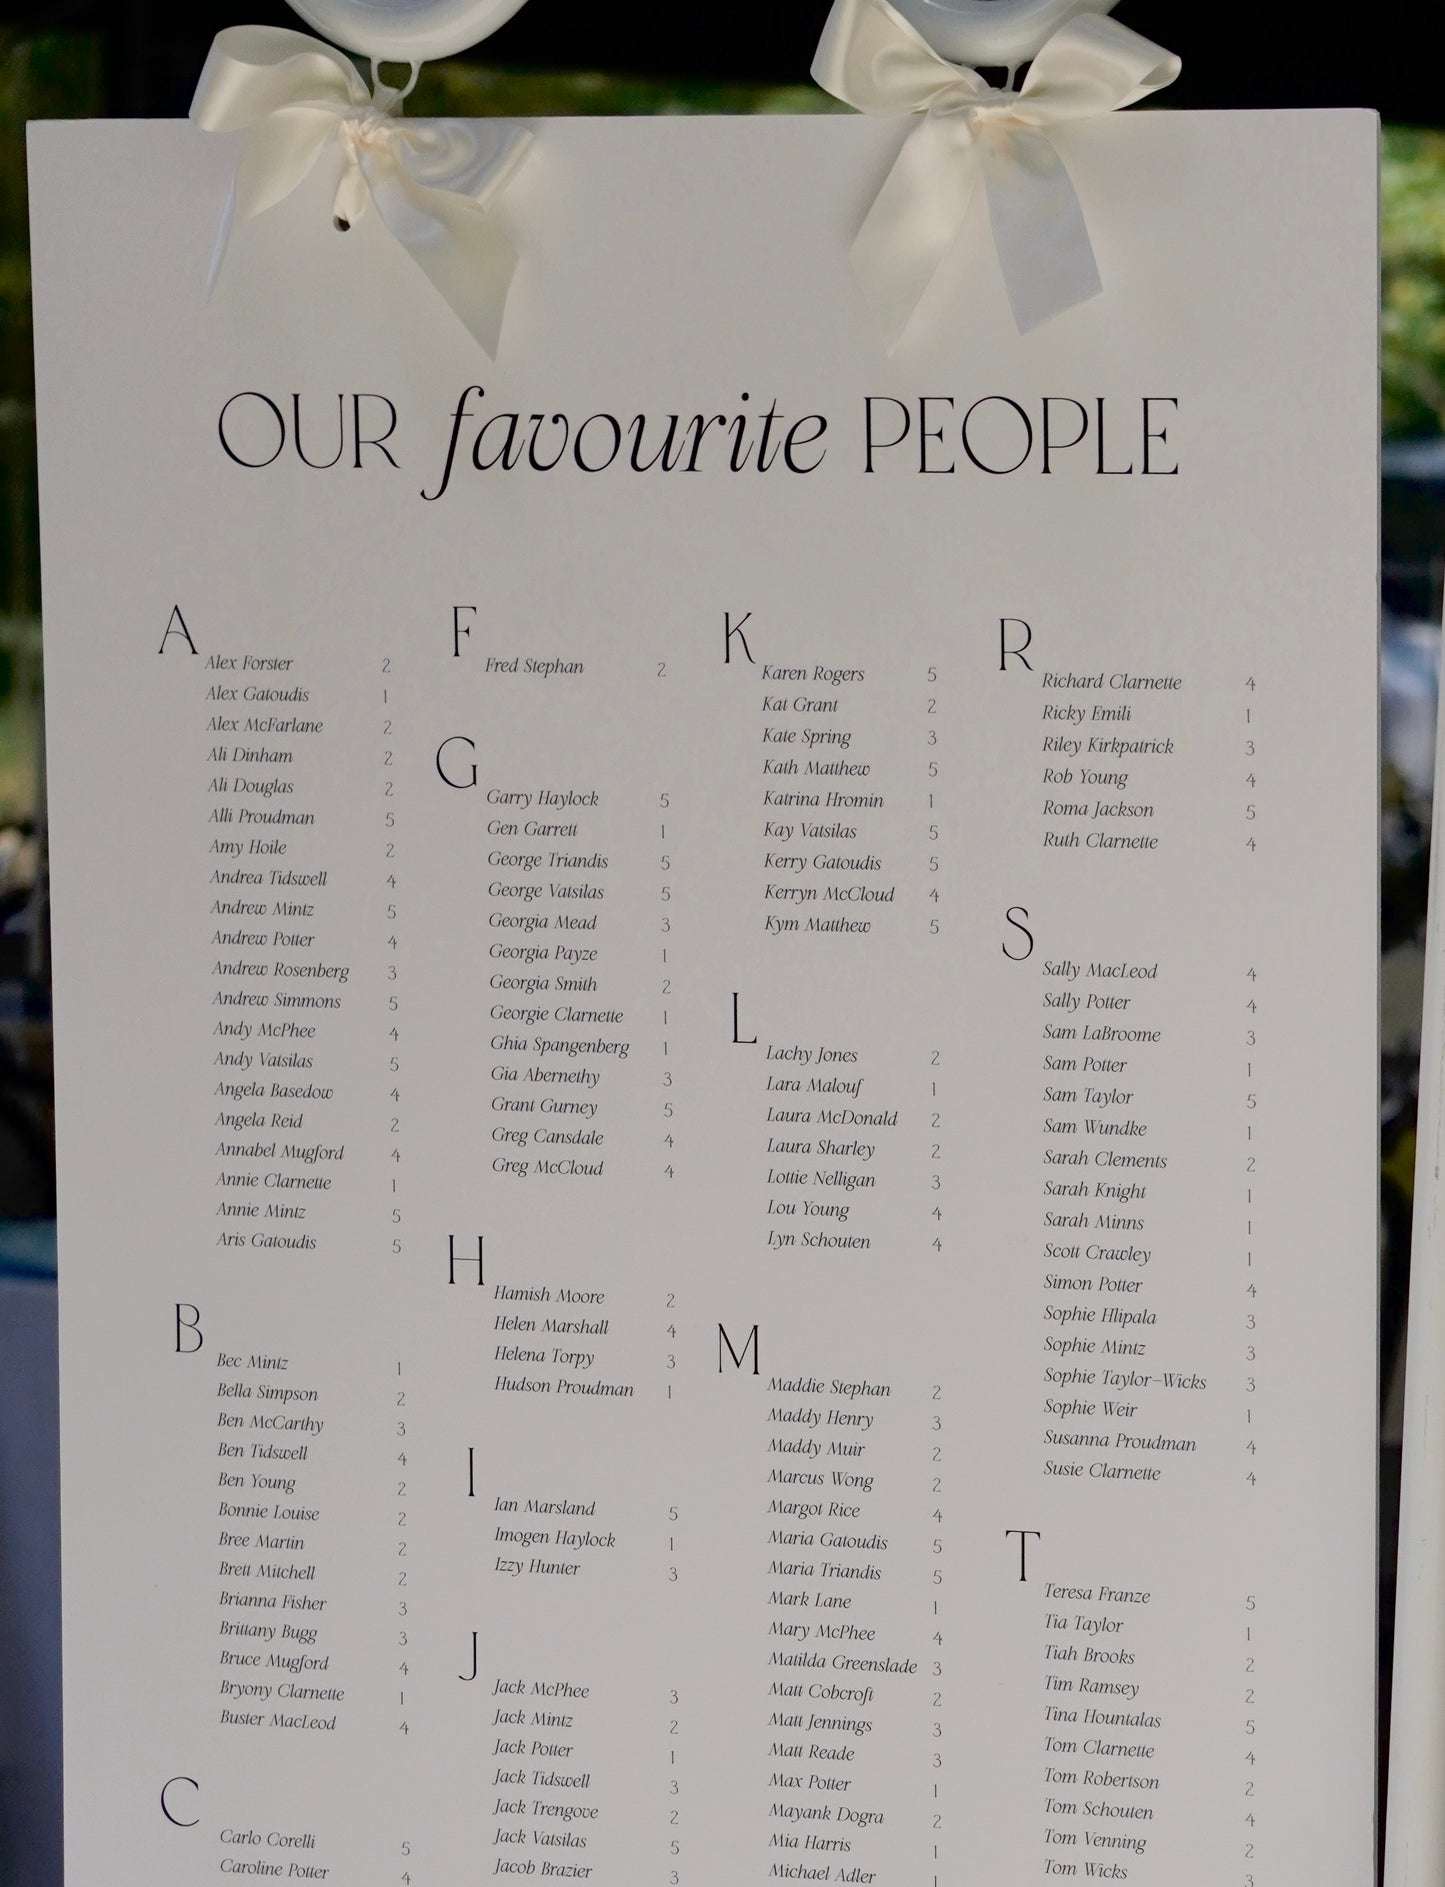 OUR favourite PEOPLE
A
Alex Forster 2
Alex Gatoudis 1
Alex McFarlane 2
Ali Dinham 2
Ali Douglas 2
Alli Proudman 5
Amy Hoile 2
Andrea Tidswell 4
Andrew Mintz 5
Andrew Potter 4
Andrew Rosenberg 3
Andrew Simmons 5
Andy McPhee 4
Andy Vatsilas 5
Angela Basedow 4
Angela Reid 2
Annabel Mugford 4
Annie Clarnette 1
Annie Mintz 5
Aris Gatoudis 5
B
Bec Mintz 1
Bella Simpson 2
Ben McCarthy 3
Ben Tidswell 4
Ben Young 2
Bonnie Louise 2
Bree Martin 2
Brett Mitchell 2
Brianna Fisher 3
Brittany Bugg 3
Bruce Mugford 4
Bryony Clarnette 1
Buster MacLeod 4
C
Carlo Corelli 5
Caroline Potter 4
F
Fred Stephan 2
G
Garry Haylock 5
Gen Garrett 1
George Triandis 5
George Vatsilas 5
Georgia Mead 3
Georgia Payze 1
Georgia Smith 2
Georgie Clarnette 1
Ghia Spangenberg 1
Gia Abernethy 3
Grant Gurney 5
Greg Cansdale 4
Greg McCloud 4
H
Hamish Moore 2
Helen Marshall 4
Helena Torpy 3
Hudson Proudman 1
I
Ian Marsland 5
Imogen Haylock 1
Izzy Hunter 3
J
Jack McPhee 3
Jack Mintz 2
Jack Potter 1
Jack Tidswell 3
Jack Trengove 2
Jack Vatsilas 5
Jacob Brazier 3
K
Karen Rogers 5
Kat Grant 2
Kate Spring 3
Kath Matthew 5
Katrina Hromin 1
Kay Vatsilas 5
Kerry Gatoudis 5
Kerryn McCloud 4
Kym Matthew 5
L
Lachy Jones 2
Lara Malouf 1
Laura McDonald 2
Laura Sharley 2
Lottie Nelligan 3
Lou Young 4
Lyn Schouten 4
M
Maddie Stephan 2
Maddy Henry 3
Maddy Muir 2
Marcus Wong 2
Margot Rice 4
Maria Gatoudis 5
Maria Triandis 5
Mark Lane 1
Mary McPhee 4
Matilda Greenslade 3
Matt Cobcroft 2
Matt Jennings 3
Matt Reade 3
Max Potter 1
Mayank Dogra 2
Mia Harris 1
Michael Adler 1
R
Richard Clarnette 4
Ricky Emili 1
Riley Kirkpatrick 3
Rob Young 4
Roma Jackson 5
Ruth Clarnette 4
S
Sally MacLeod 4
Sally Potter 4
Sam LaBroome 3
Sam Potter 1
Sam Taylor 5
Sam Wundke 1
Sarah Clements 2
Sarah Knight 1
Sarah Minns 1
Scott Crawley 1
Simon Potter 4
Sophie Hlipala 3
Sophie Mintz 3
Sophie Taylor-Wicks 3
Sophie Weir 1
Susanna Proudman 4
Susie Clarnette 4
T
Teresa Franze 5
Tia Taylor 1
Tiah Brooks 2
Tim Ramsey 2
Tina Hountalas 5
Tom Clarnette 4
Tom Robertson 2
Tom Schouten 4
Tom Venning 2
Tom Wicks 3